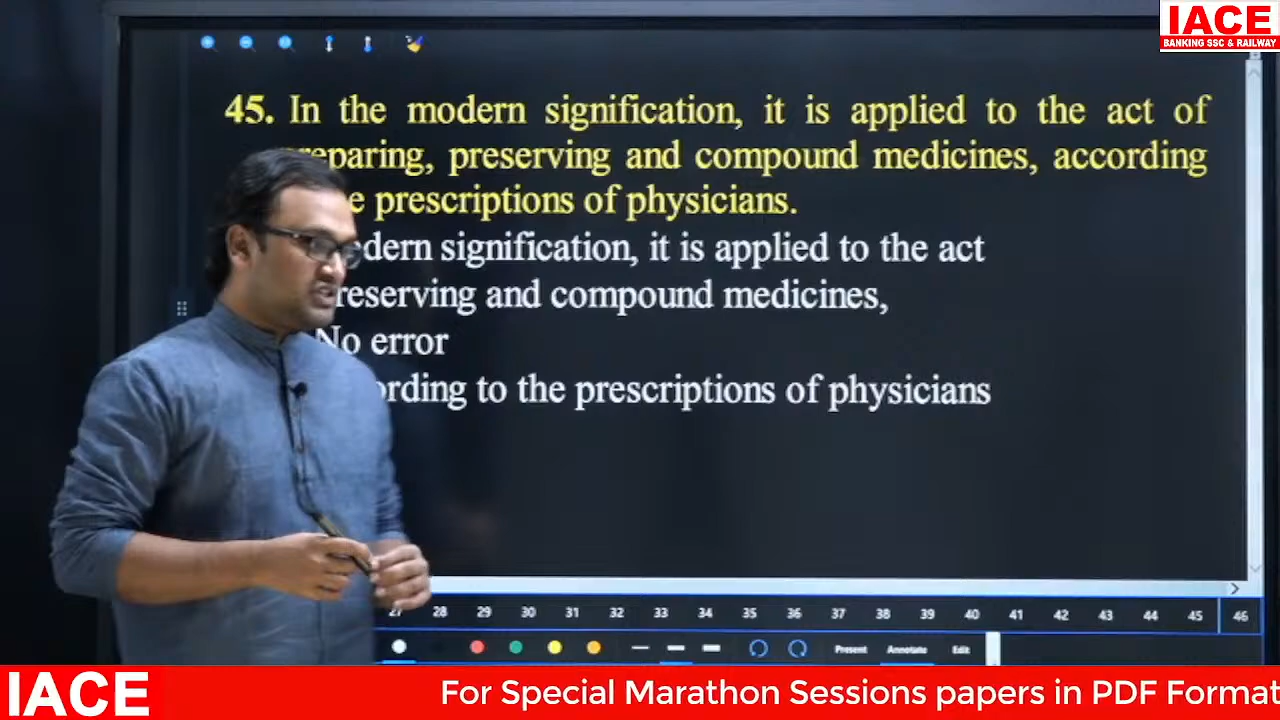 IACE
BANKING SSC & RAILWAY
45. In the modern signification, it is applied to the act of
preparing, preserving and compound medicines, according
e prescriptions of physicians.
odern signification, it is applied to the act
reserving and compound medicines,
No error
ording to the prescriptions of physicians
27 28 29 30 31 32 33 34 35 36 37 38 39 40 41 42 43 44 45 46
Present Annotate Edit
IACE For Special Marathon Sessions papers in PDF Format